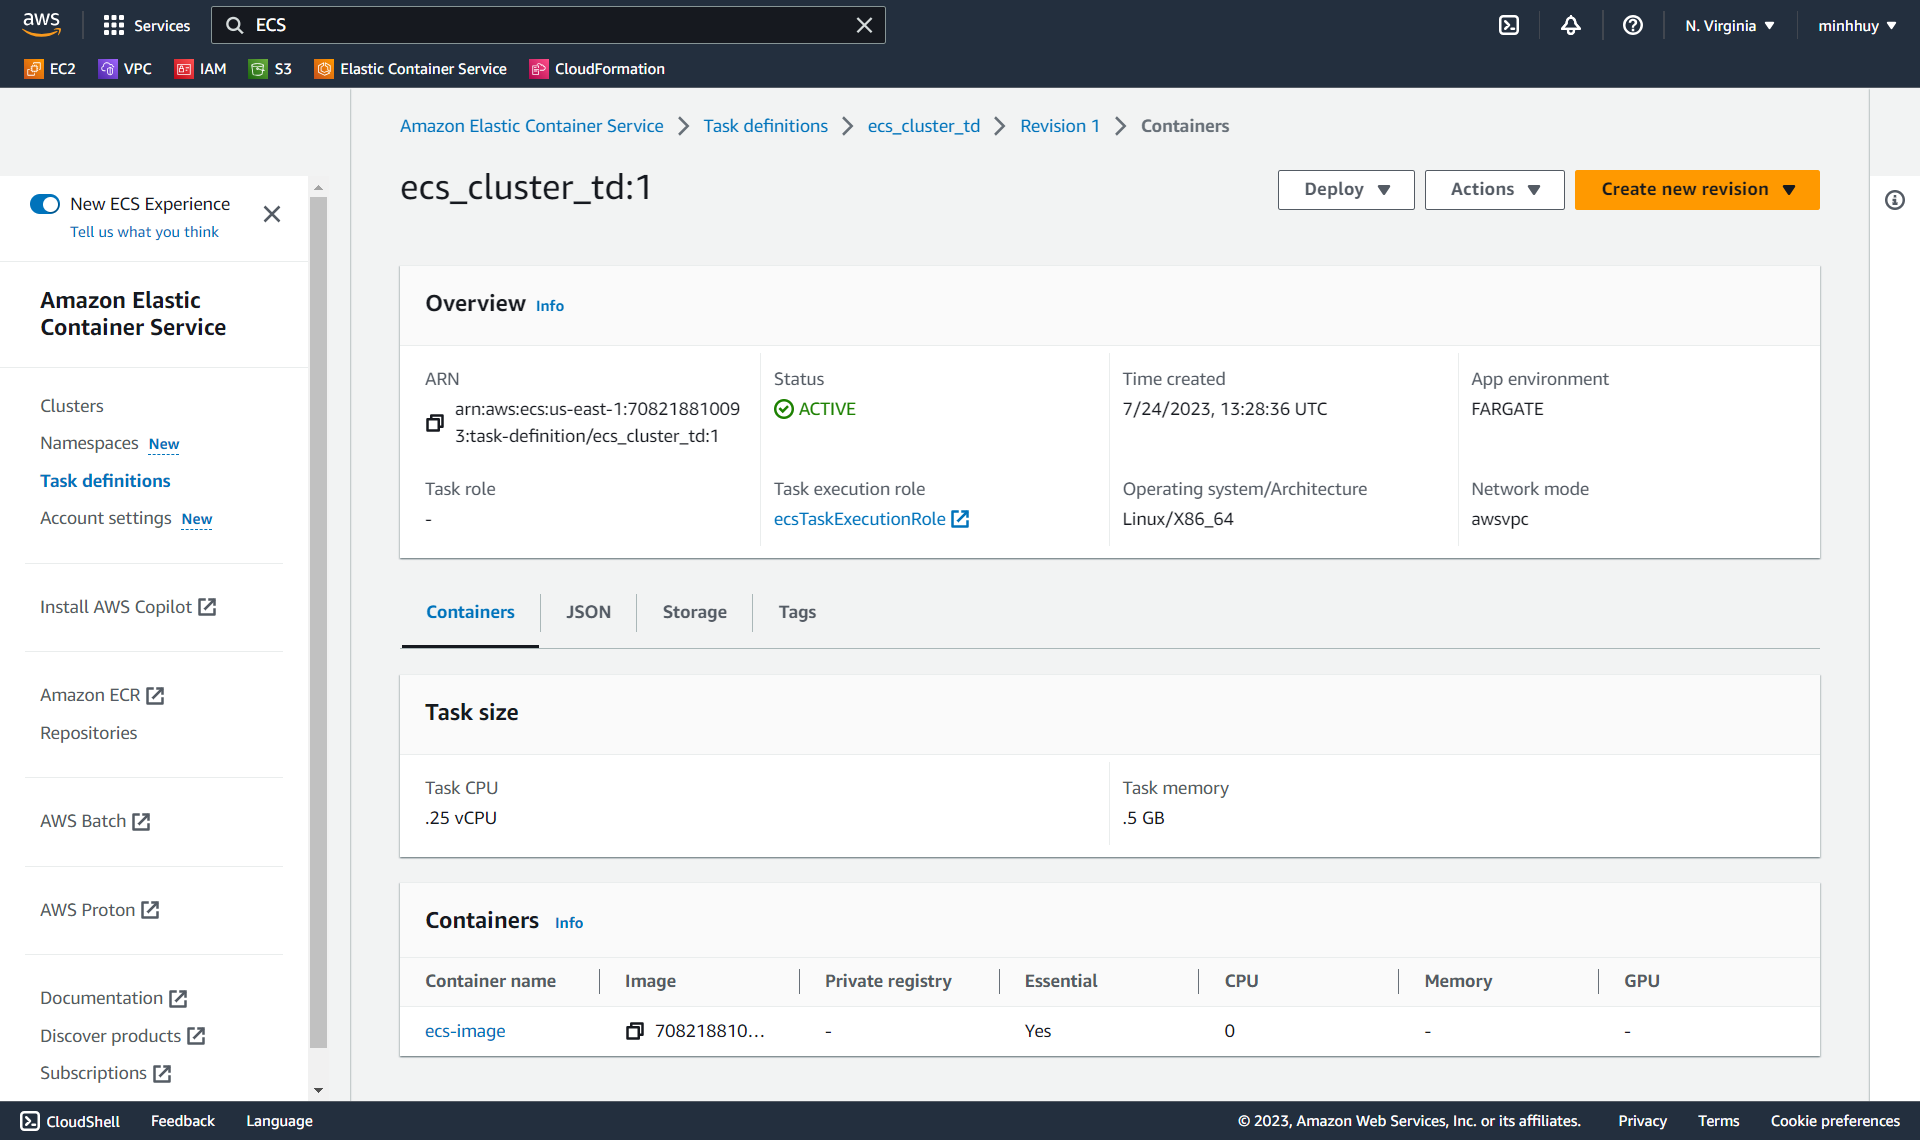 aws
Services
ECS
N. Virginia
minhhuy
EC2
VPC
IAM
S3
Elastic Container Service
CloudFormation
New ECS Experience
Tell us what you think
Amazon Elastic
Container Service
Clusters
Namespaces New
Task definitions
Account settings New
Install AWS Copilot
Amazon ECR
Repositories
AWS Batch
AWS Proton
Documentation
Discover products
Subscriptions
Amazon Elastic Container Service
Task definitions
ecs_cluster_td
Revision 1
Containers
ecs_cluster_td:1
Deploy
Actions
Create new revision
Overview Info
ARN
arn:aws:ecs:us-east-1:70821881009
3:task-definition/ecs_cluster_td:1
Status
ACTIVE
Time created
7/24/2023, 13:28:36 UTC
App environment
FARGATE
Task role
-
Task execution role
ecsTaskExecutionRole
Operating system/Architecture
Linux/X86_64
Network mode
awsvpc
Containers
JSON
Storage
Tags
Task size
Task CPU
.25 vCPU
Task memory
.5 GB
Containers Info
Container name Image Private registry Essential CPU Memory GPU
ecs-image 708218810... - Yes 0 - -
CloudShell
Feedback
Language
© 2023, Amazon Web Services, Inc. or its affiliates.
Privacy
Terms
Cookie preferences